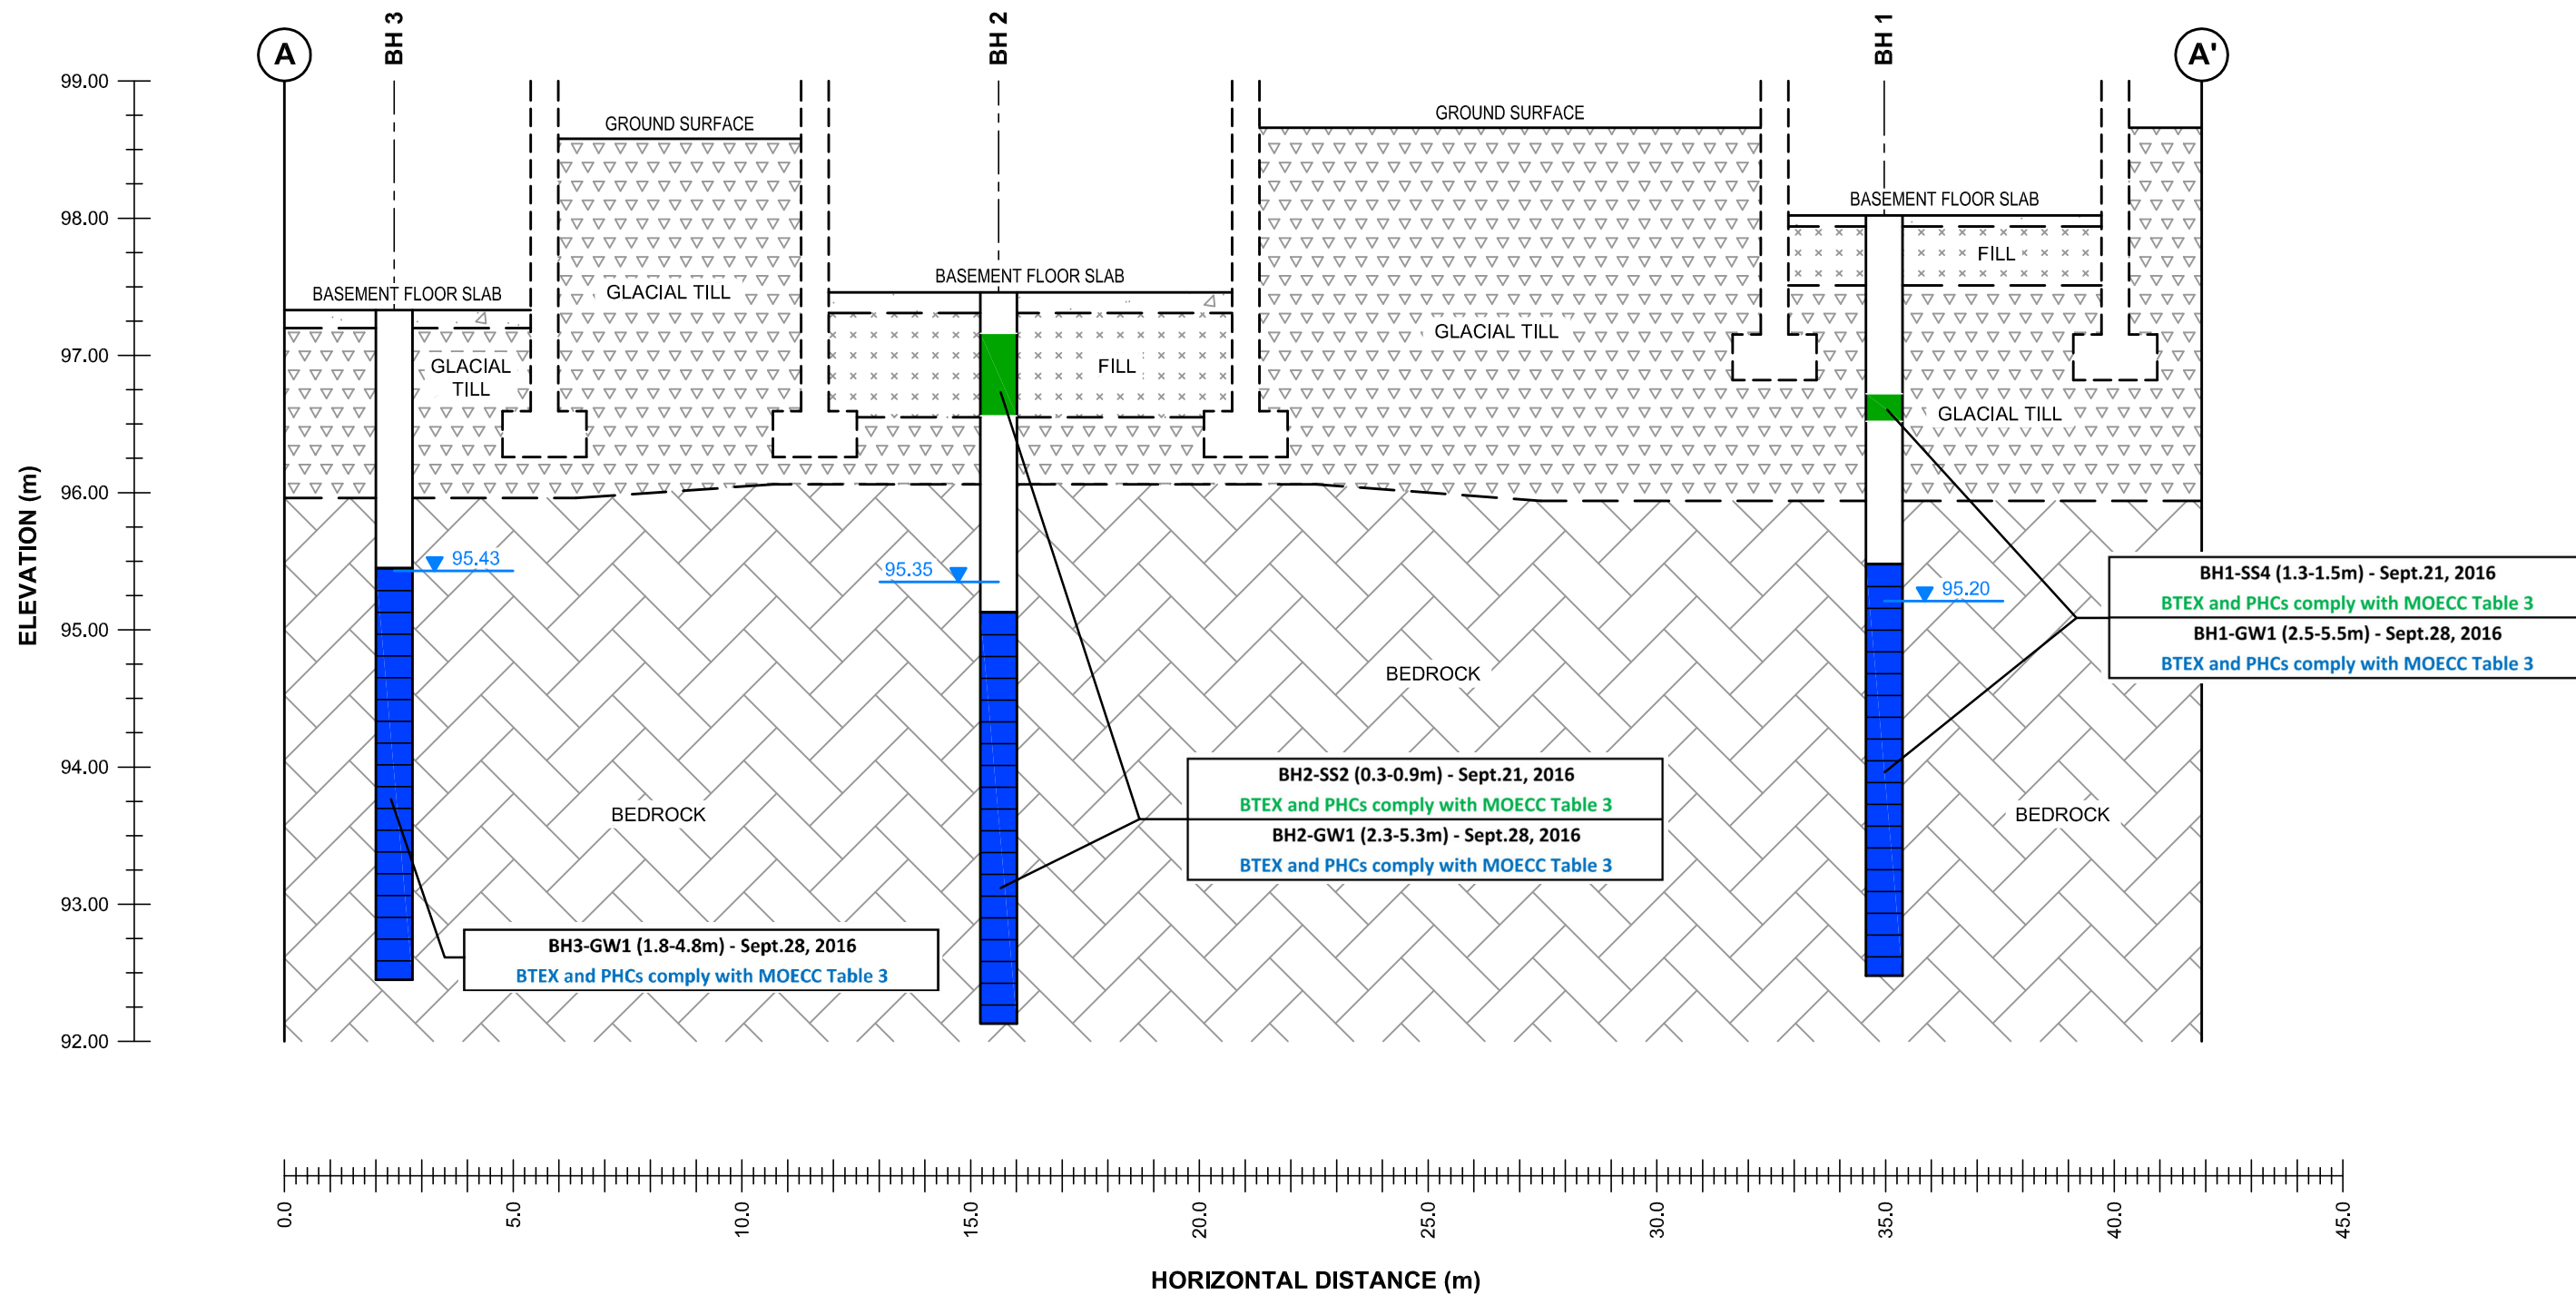 A
BH 3
BH 2
BH 1
A'
99.00
98.00
97.00
96.00
95.00
94.00
93.00
92.00
ELEVATION (m)
GROUND SURFACE
GROUND SURFACE
BASEMENT FLOOR SLAB
BASEMENT FLOOR SLAB
BASEMENT FLOOR SLAB
FILL
GLACIAL TILL
GLACIAL TILL
GLACIAL
TILL
FILL
GLACIAL TILL
95.43
95.35
95.20
BEDROCK
BEDROCK
BEDROCK
BH1-SS4 (1.3-1.5m) - Sept.21, 2016
BTEX and PHCs comply with MOECC Table 3
BH1-GW1 (2.5-5.5m) - Sept.28, 2016
BTEX and PHCs comply with MOECC Table 3
BH2-SS2 (0.3-0.9m) - Sept.21, 2016
BTEX and PHCs comply with MOECC Table 3
BH2-GW1 (2.3-5.3m) - Sept.28, 2016
BTEX and PHCs comply with MOECC Table 3
BH3-GW1 (1.8-4.8m) - Sept.28, 2016
BTEX and PHCs comply with MOECC Table 3
0.0
5.0
10.0
15.0
20.0
25.0
30.0
35.0
40.0
45.0
HORIZONTAL DISTANCE (m)